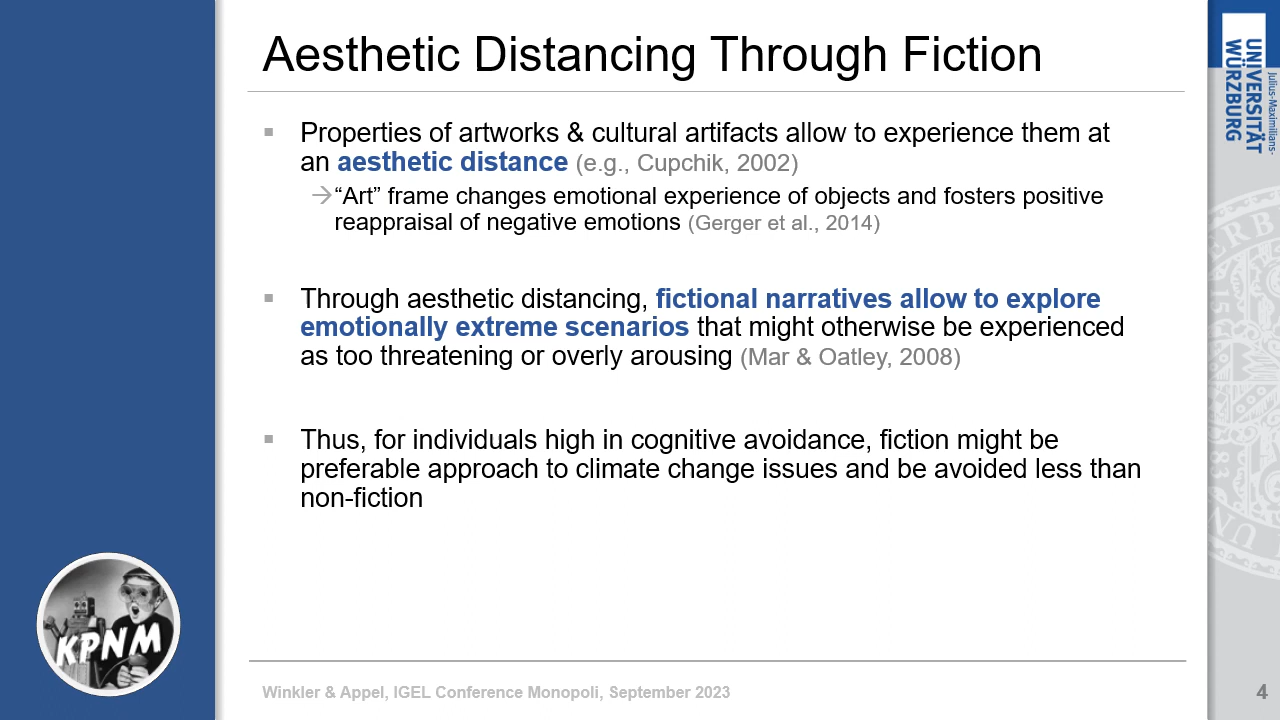 Aesthetic Distancing Through Fiction
Properties of artworks & cultural artifacts allow to experience them at
an aesthetic distance (e.g., Cupchik, 2002)
→“Art” frame changes emotional experience of objects and fosters positive
reappraisal of negative emotions (Gerger et al., 2014)
Through aesthetic distancing, fictional narratives allow to explore
emotionally extreme scenarios that might otherwise be experienced
as too threatening or overly arousing (Mar & Oatley, 2008)
Thus, for individuals high in cognitive avoidance, fiction might be
preferable approach to climate change issues and be avoided less than
non-fiction
KPNM
Winkler & Appel, IGEL Conference Monopoli, September 2023
4
Julius-Maximilians-
UNIVERSITÄT
WÜRZBURG